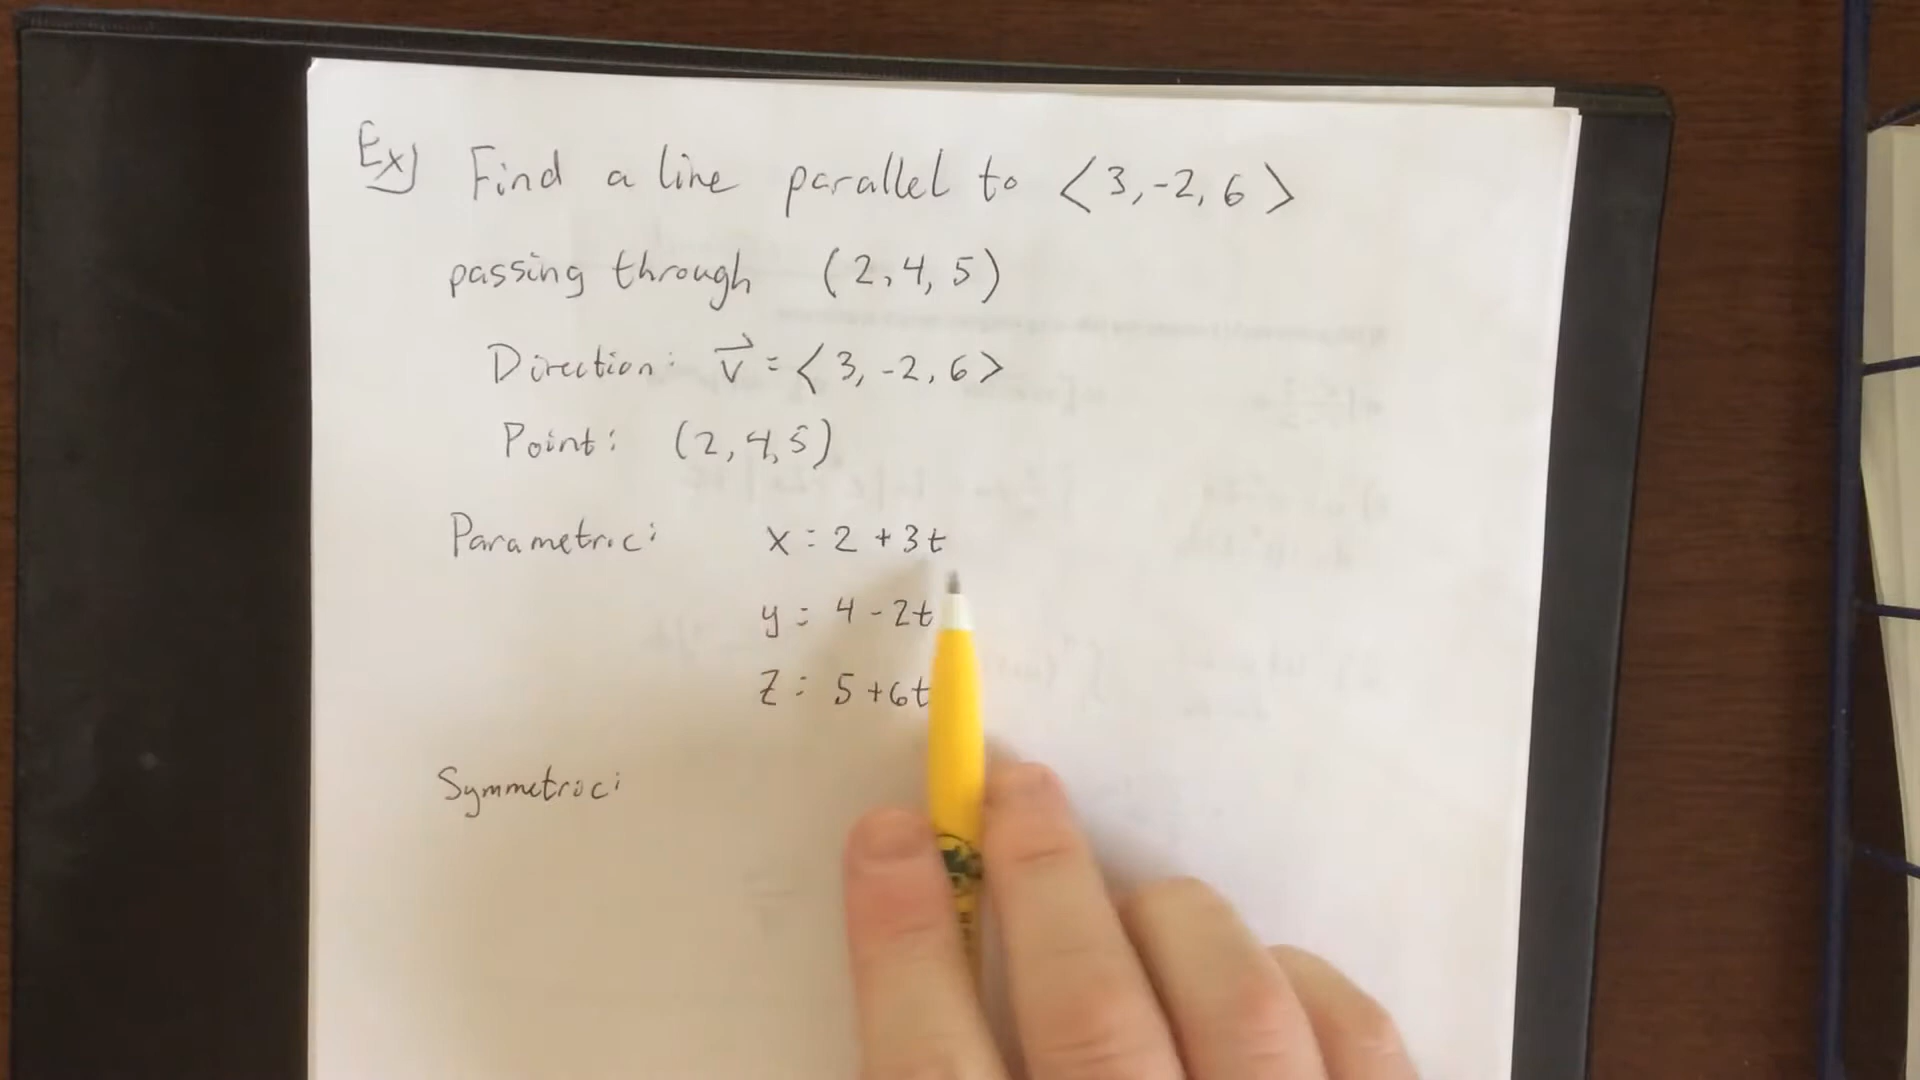 Ex) Find a line parallel to <3, -2, 6>
passing through (2, 4, 5)
Direction: v⃗ = <3, -2, 6>
Point: (2, 4, 5)
Parametric: x = 2 + 3t
y = 4 - 2t
z = 5 + 6t
Symmetric: